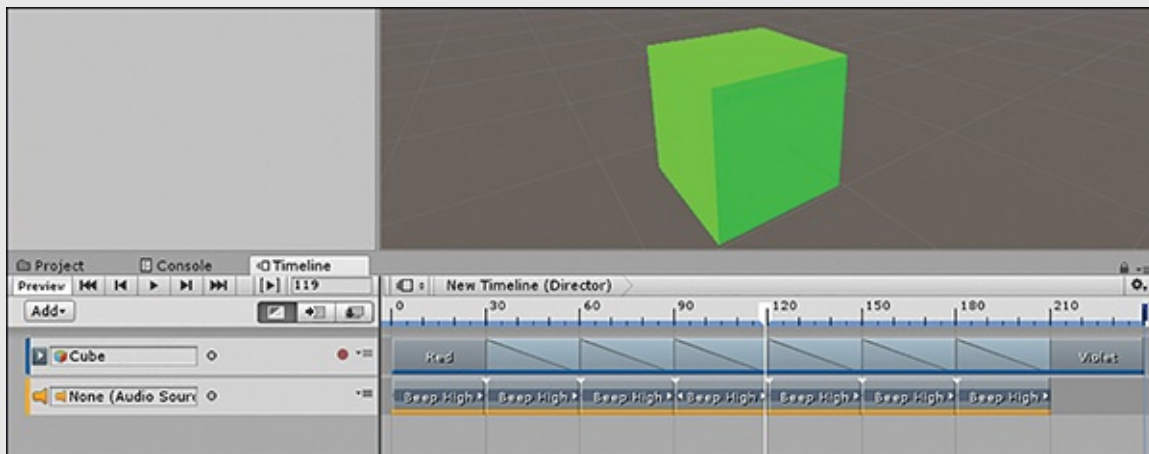 Project Console Timeline
Preview 119 New Timeline (Director)
Add
0 30 60 90 120 150 180 210
Cube Red Violet
None (Audio Sour Beep High Beep High Beep High Beep High Beep High Beep High Beep High